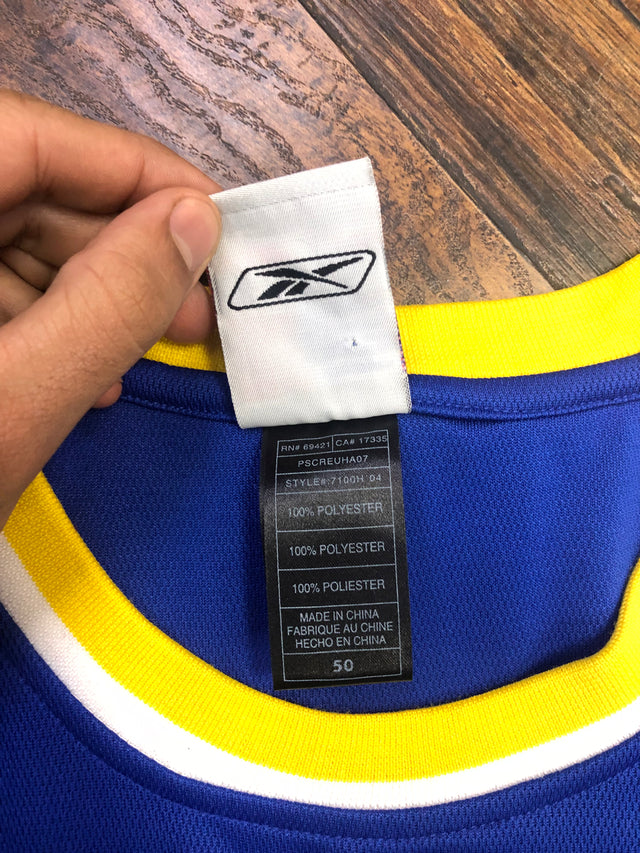 RN# 69421 CA# 17335
PSCREUHA07
STYLE# 7100H 04
100% POLYESTER
100% POLYESTER
100% POLIESTER
MADE IN CHINA
FABRIQUE AU CHINE
HECHO EN CHINA
50